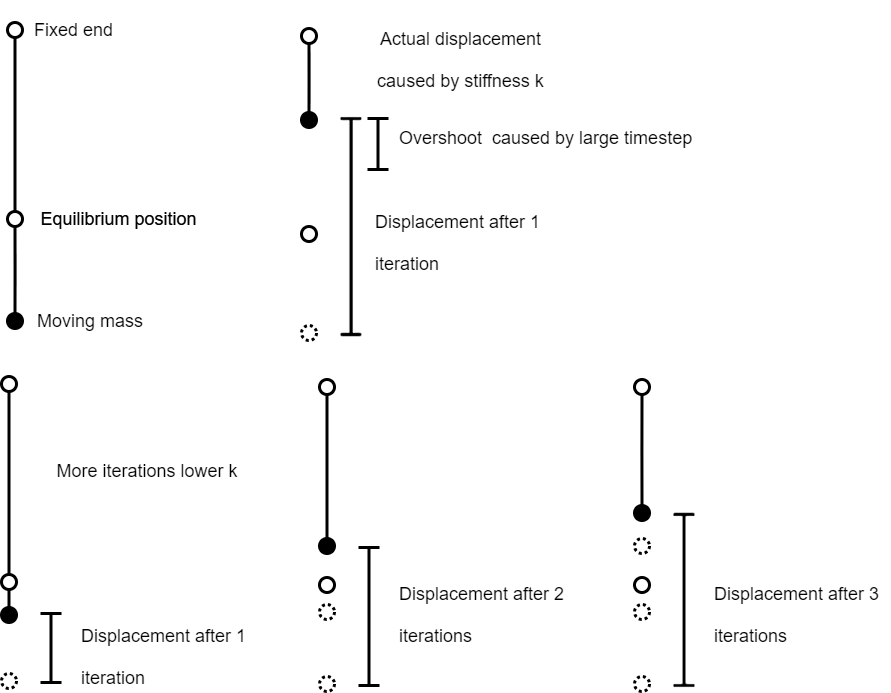 Fixed end
Actual displacement
caused by stiffness k
Overshoot  caused by large timestep
Equilibrium position
Displacement after 1
iteration
Moving mass
More iterations lower k
Displacement after 1
iteration
Displacement after 2
iterations
Displacement after 3
iterations